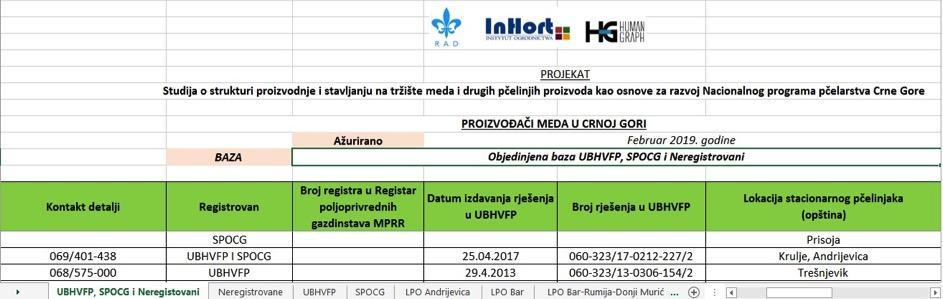 RAD
InHort
INSTYTUT OGRODNICTWA
HG HUMAN
GRAPH
PROJEKAT
Studija o strukturi proizvodnje i stavljanju na tržište meda i drugih pčelinjih proizvoda kao osnove za razvoj Nacionalnog programa pčelarstva Crne Gore
PROIZVOĐAČI MEDA U CRNOJ GORI
Ažurirano Februar 2019. godine
BAZA Objedinjena baza UBHVFP, SPOCG i Neregistrovani
Kontakt detalji Registrovan Broj registra u Registar poljoprivrednih gazdinstava MPRR Datum izdavanja rješenja u UBHVFP Broj rješenja u UBHVFP Lokacija stacionarnog pčelinjaka (opština)
SPOCG Prisoja
069/401-438 UBHVFP I SPOCG 25.04.2017 060-323/17-0212-227/2 Krulje, Andrijevica
068/575-000 UBHVFP 29.4.2013 060-323/13-0306-154/2 Trešnjevik
UBHVFP, SPOCG i Neregistovani Neregistrovane UBHVFP SPOCG LPO Andrijevica LPO Bar LPO Bar-Rumija-Donji Murić ...